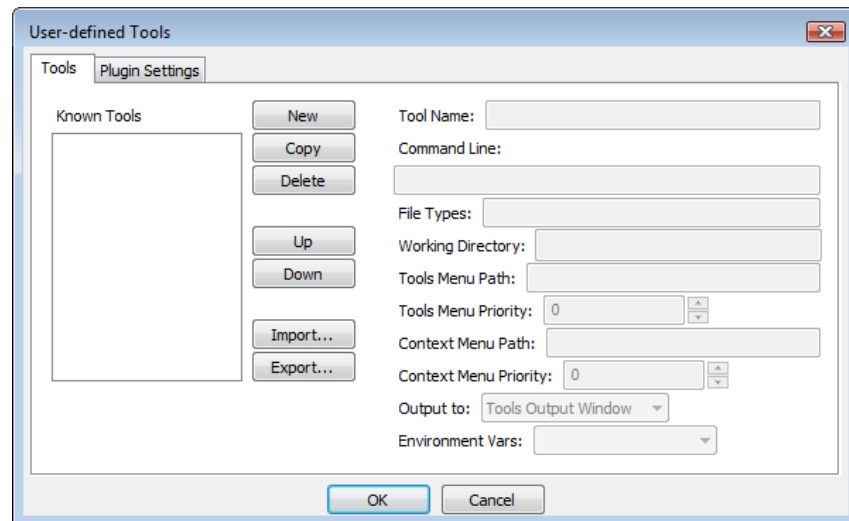 User-defined Tools
Tools
Plugin Settings
Known Tools
New
Copy
Delete
Up
Down
Import...
Export...
Tool Name:
Command Line:
File Types:
Working Directory:
Tools Menu Path:
Tools Menu Priority: 0
Context Menu Path:
Context Menu Priority: 0
Output to: Tools Output Window
Environment Vars:
OK
Cancel